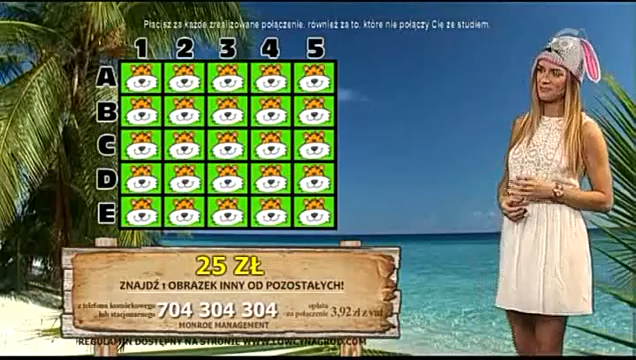 Płacisz za każde zrealizowane połączenie, również za to, które nie połączy Cię ze studiem.
1 2 3 4 5
A
B
C
D
E
25 ZŁ
ZNAJDŹ 1 OBRAZEK INNY OD POZOSTAŁYCH!
z telefonu komórkowego lub stacjonarnego 704 304 304 opłata za połączenie 3,92 zł z vat
MONROE MANAGEMENT
REGULAMIN DOSTĘPNY NA STRONIE WWW.LOWCYNAGROD.COM